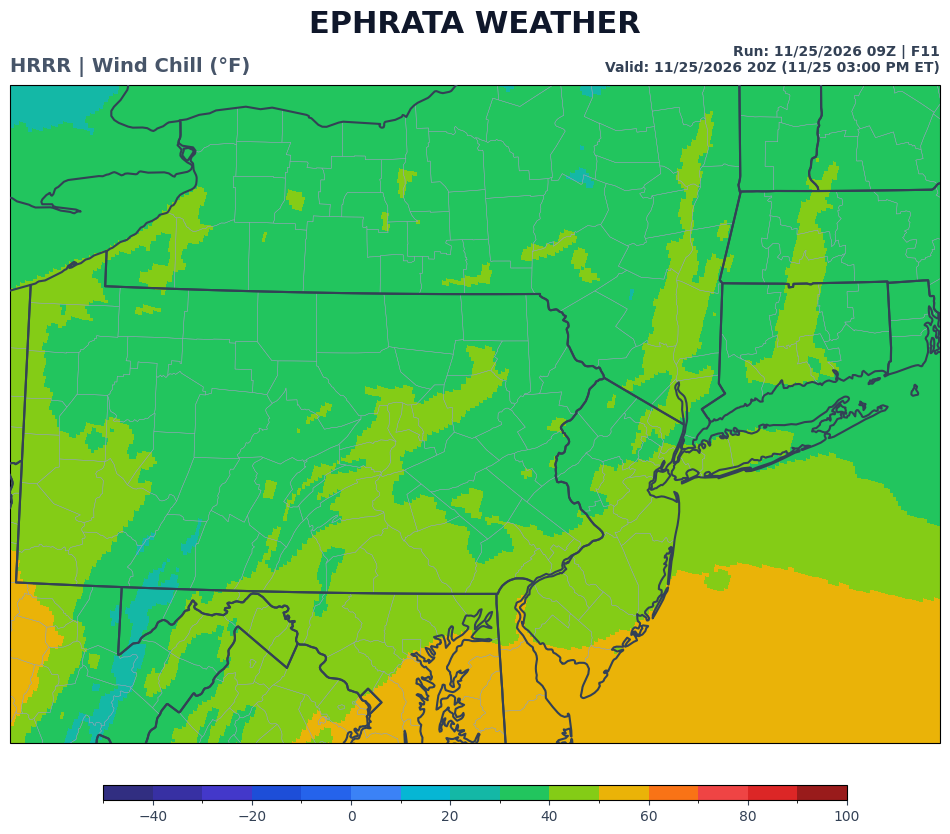 EPHRATA WEATHER
HRRR | Wind Chill (°F)
Run: 11/25/2026 09Z | F11
Valid: 11/25/2026 20Z (11/25 03:00 PM ET)
−40 −20 0 20 40 60 80 100